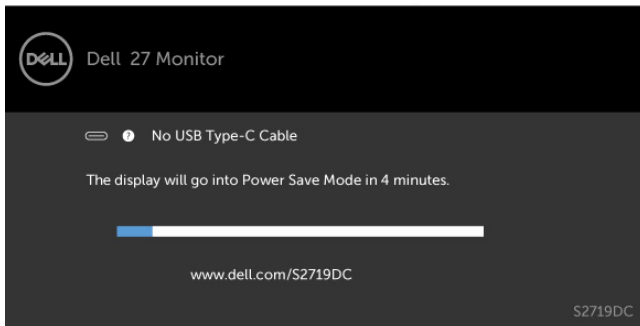 DELL
Dell 27 Monitor
? No USB Type-C Cable
The display will go into Power Save Mode in 4 minutes.
www.dell.com/S2719DC
S2719DC